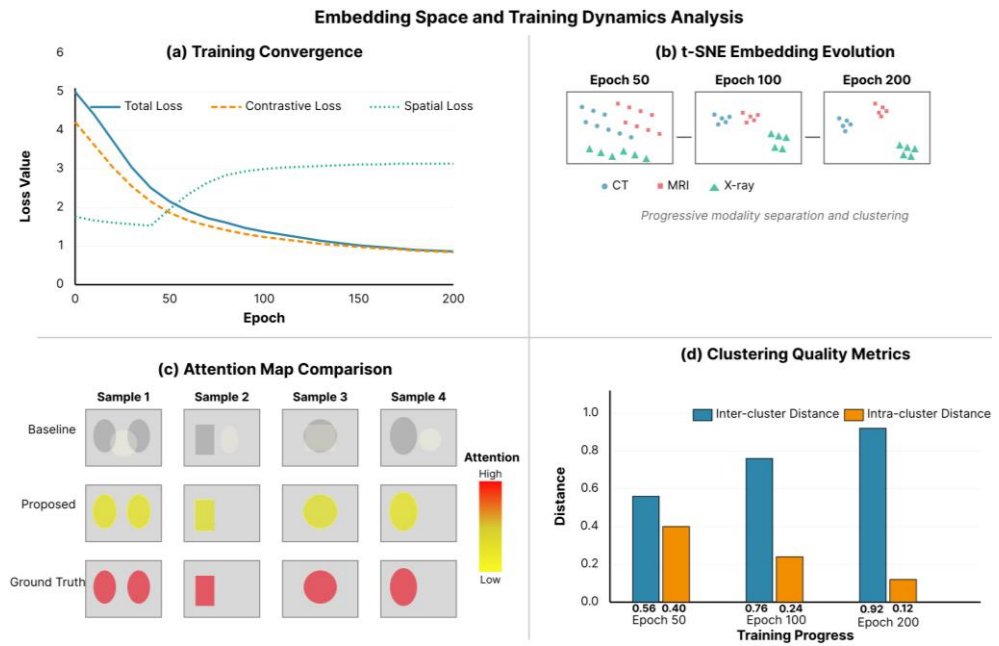 Embedding Space and Training Dynamics Analysis
(a) Training Convergence
6
5
4
3
2
1
0
Loss Value
Total Loss
Contrastive Loss
Spatial Loss
0
50
100
150
200
Epoch
(b) t-SNE Embedding Evolution
Epoch 50
Epoch 100
Epoch 200
CT
MRI
X-ray
Progressive modality separation and clustering
(c) Attention Map Comparison
Sample 1
Sample 2
Sample 3
Sample 4
Baseline
Proposed
Ground Truth
Attention
High
Low
(d) Clustering Quality Metrics
Inter-cluster Distance
Intra-cluster Distance
1.0
0.8
0.6
0.4
0.2
0.0
Distance
0.56 0.40
0.76 0.24
0.92 0.12
Epoch 50
Epoch 100
Epoch 200
Training Progress